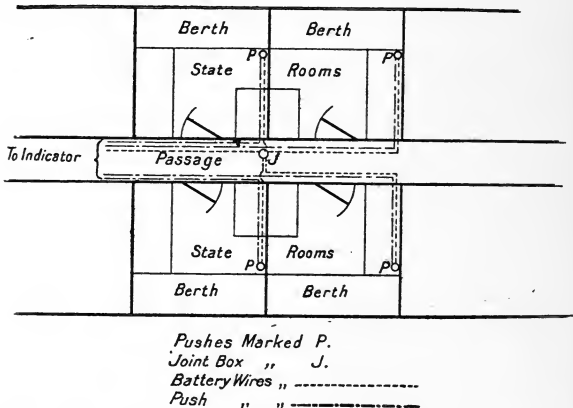 Berth Berth
P P
State Rooms
To Indicator Passage J
State Rooms
P P
Berth Berth
Pushes Marked P.
Joint Box „ J.
Battery Wires „
Push „ „